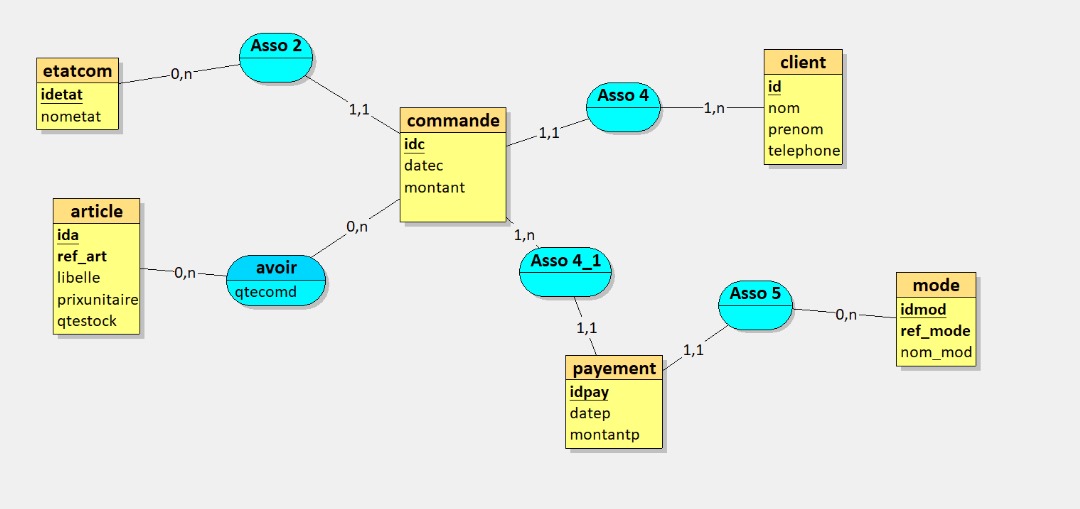 Asso 2
etatcom
idetat
nometat
0,n
1,1
commande
idc
datec
montant
Asso 4
1,1
1,n
client
id
nom
prenom
telephone
article
ida
ref_art
libelle
prixunitaire
qtestock
0,n
avoir
qtecomd
0,n
1,n
Asso 4_1
1,1
payement
idpay
datep
montantp
1,1
Asso 5
0,n
mode
idmod
ref_mode
nom_mod